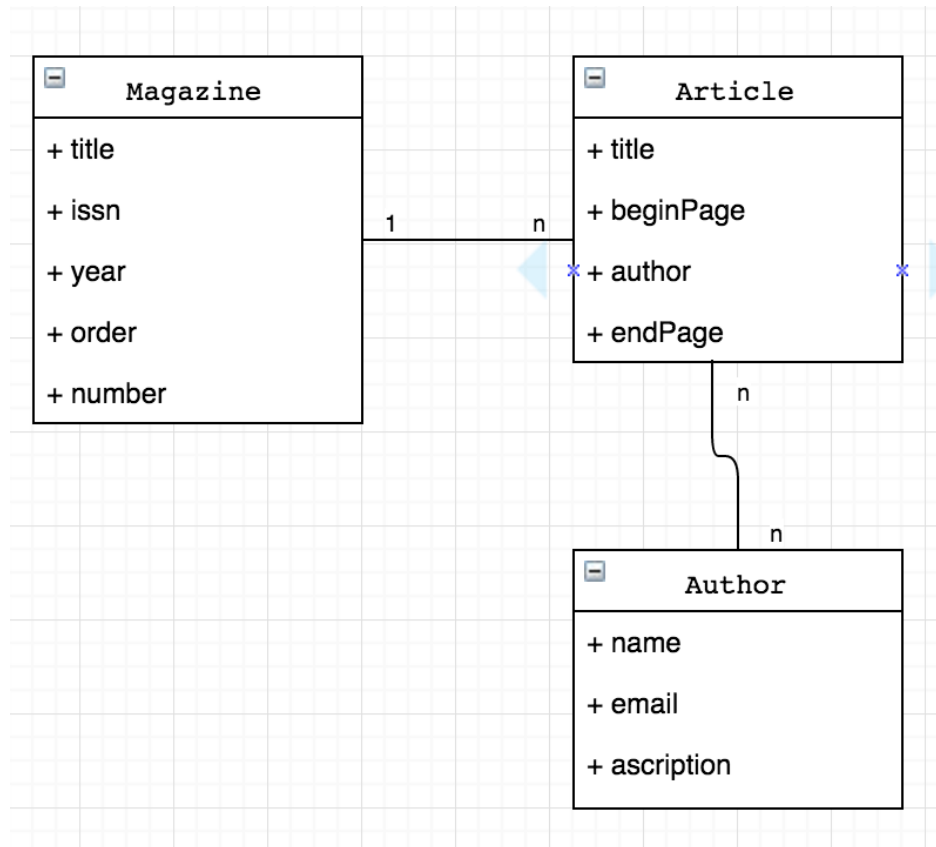 Magazine
+ title
+ issn
+ year
+ order
+ number
1
n
Article
+ title
+ beginPage
+ author
+ endPage
n
n
Author
+ name
+ email
+ ascription